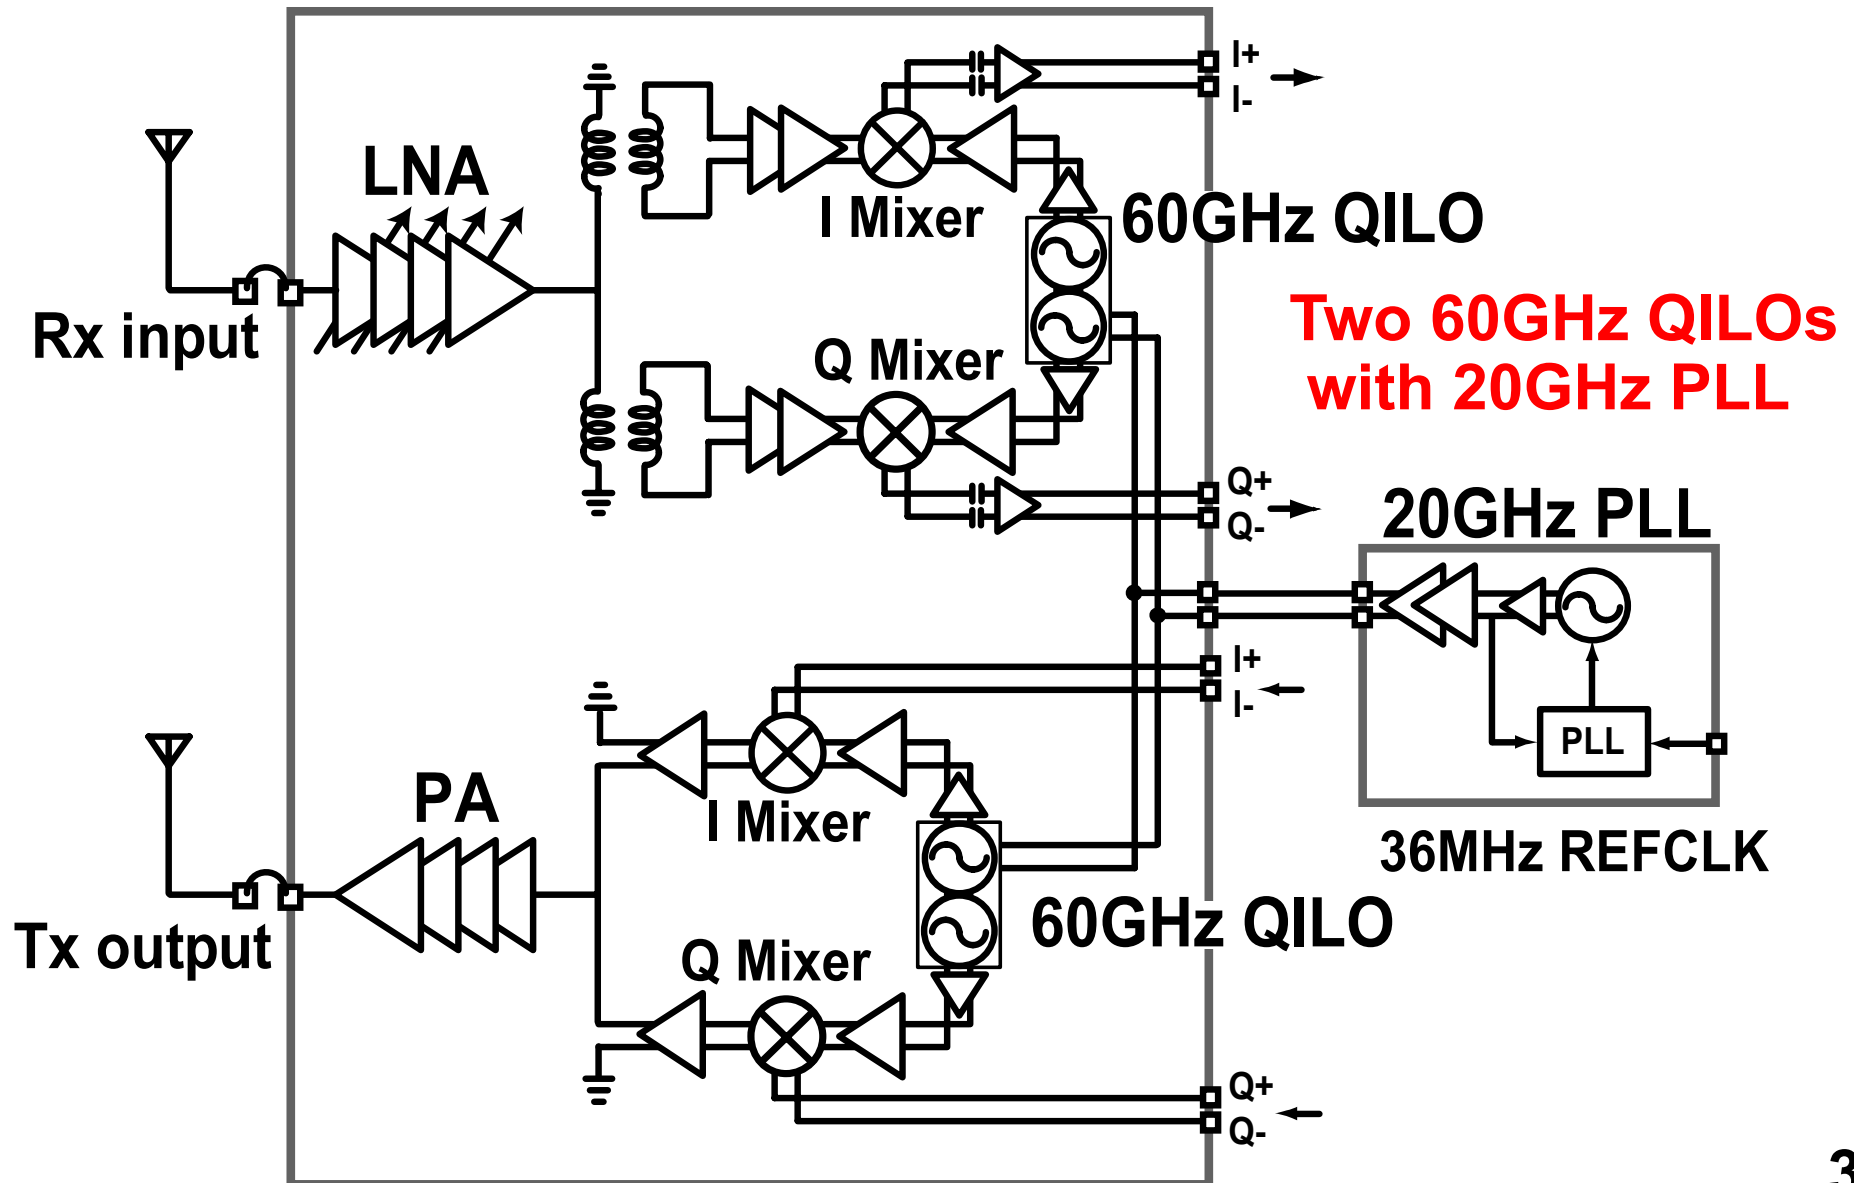 I+
I-
LNA
I Mixer
60GHz QILO
Rx input
Two 60GHz QILOs
with 20GHz PLL
Q Mixer
Q+
Q-
20GHz PLL
I+
I-
PLL
PA
I Mixer
36MHz REFCLK
60GHz QILO
Tx output
Q Mixer
Q+
Q-
3